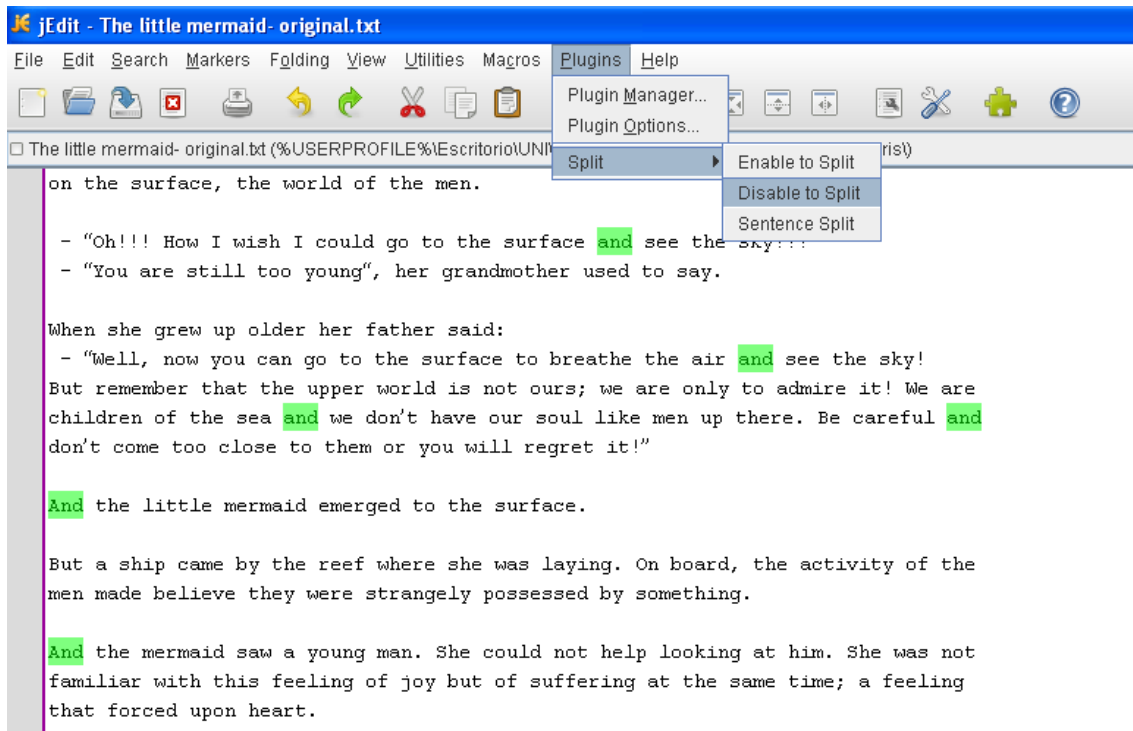 jEdit - The little mermaid- original.txt
File Edit Search Markers Folding View Utilities Macros Plugins Help
Plugin Manager...
Plugin Options...
Split
Enable to Split
Disable to Split
Sentence Split
The little mermaid- original.txt (%USERPROFILE%\Escritorio\UNI ris\)
on the surface, the world of the men.
- “Oh!!! How I wish I could go to the surface and see the sky!!!
- “You are still too young“, her grandmother used to say.
When she grew up older her father said:
- “Well, now you can go to the surface to breathe the air and see the sky!
But remember that the upper world is not ours; we are only to admire it! We are
children of the sea and we don't have our soul like men up there. Be careful and
don't come too close to them or you will regret it!”
And the little mermaid emerged to the surface.
But a ship came by the reef where she was laying. On board, the activity of the
men made believe they were strangely possessed by something.
And the mermaid saw a young man. She could not help looking at him. She was not
familiar with this feeling of joy but of suffering at the same time; a feeling
that forced upon heart.